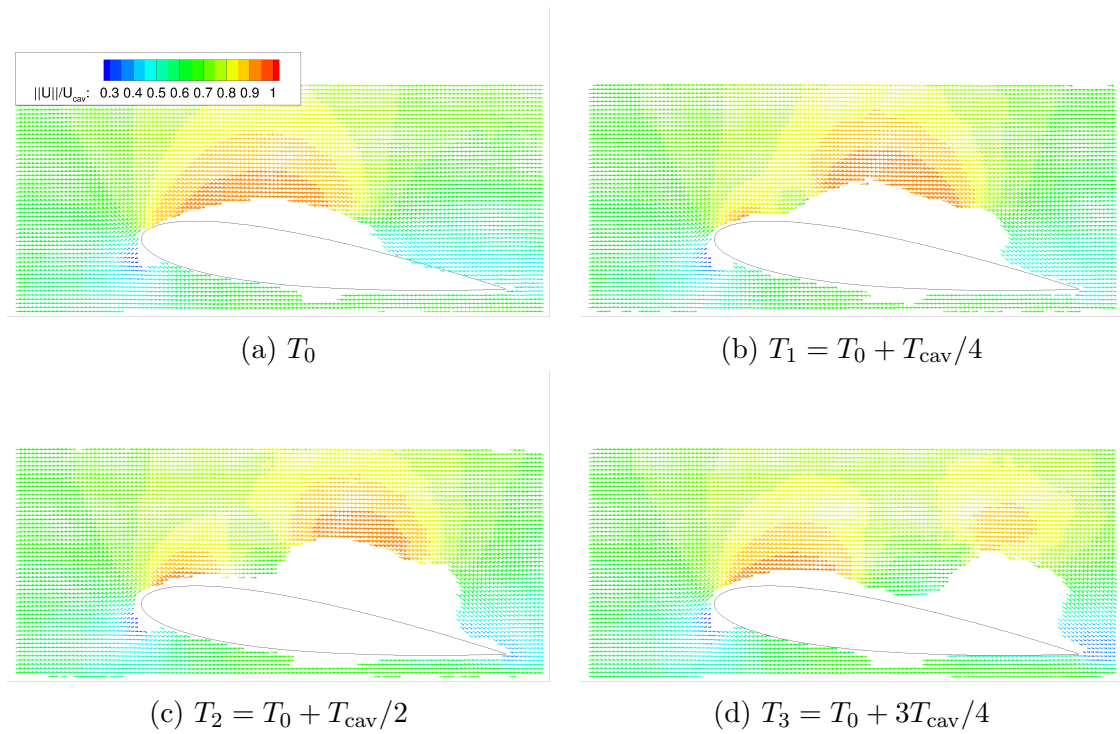 ||U||/U_cav: 0.3 0.4 0.5 0.6 0.7 0.8 0.9 1
(a) T_0
(b) T_1 = T_0 + T_cav/4
(c) T_2 = T_0 + T_cav/2
(d) T_3 = T_0 + 3T_cav/4